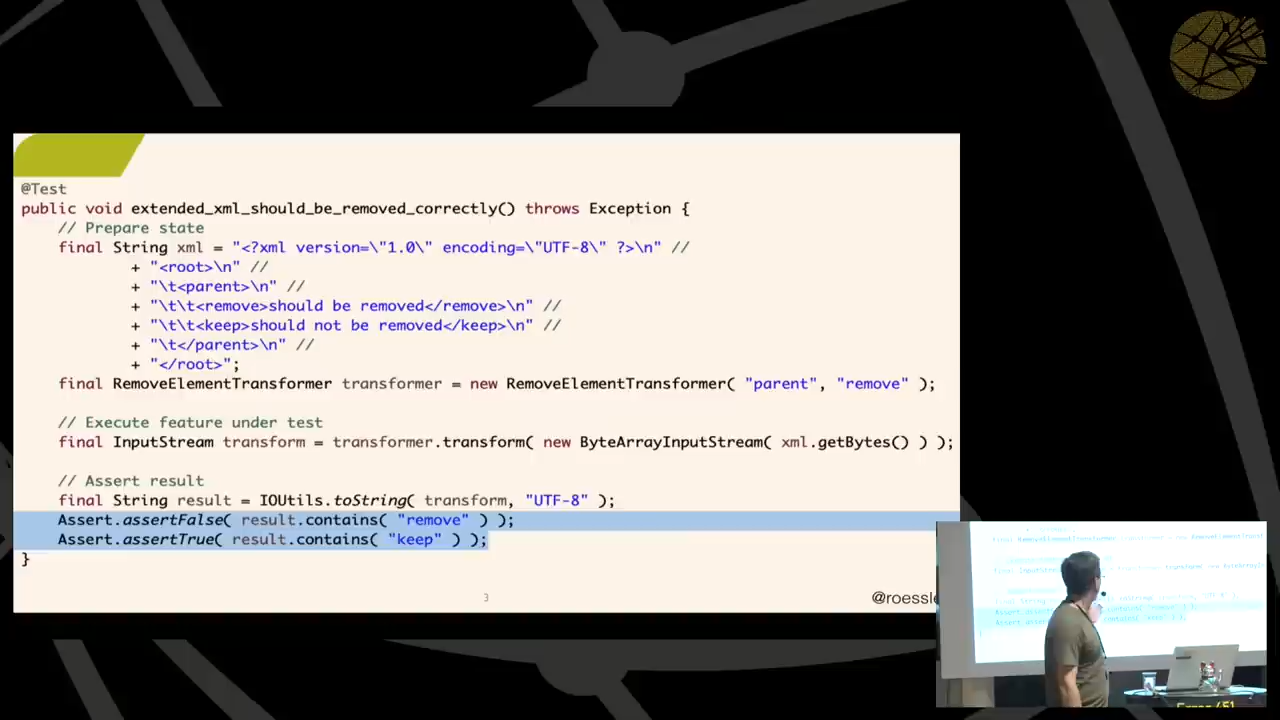 @Test
public void extended_xml_should_be_removed_correctly() throws Exception {
// Prepare state
final String xml = "<?xml version=\"1.0\" encoding=\"UTF-8\" ?>\n" //
+ "<root>\n" //
+ "\t<parent>\n" //
+ "\t\t<remove>should be removed</remove>\n" //
+ "\t\t<keep>should not be removed</keep>\n" //
+ "\t</parent>\n" //
+ "</root>";
final RemoveElementTransformer transformer = new RemoveElementTransformer( "parent", "remove" );
// Execute feature under test
final InputStream transform = transformer.transform( new ByteArrayInputStream( xml.getBytes() ) );
// Assert result
final String result = IOUtils.toString( transform, "UTF-8" );
Assert.assertFalse( result.contains( "remove" ) );
Assert.assertTrue( result.contains( "keep" ) );
}
3
@roessle